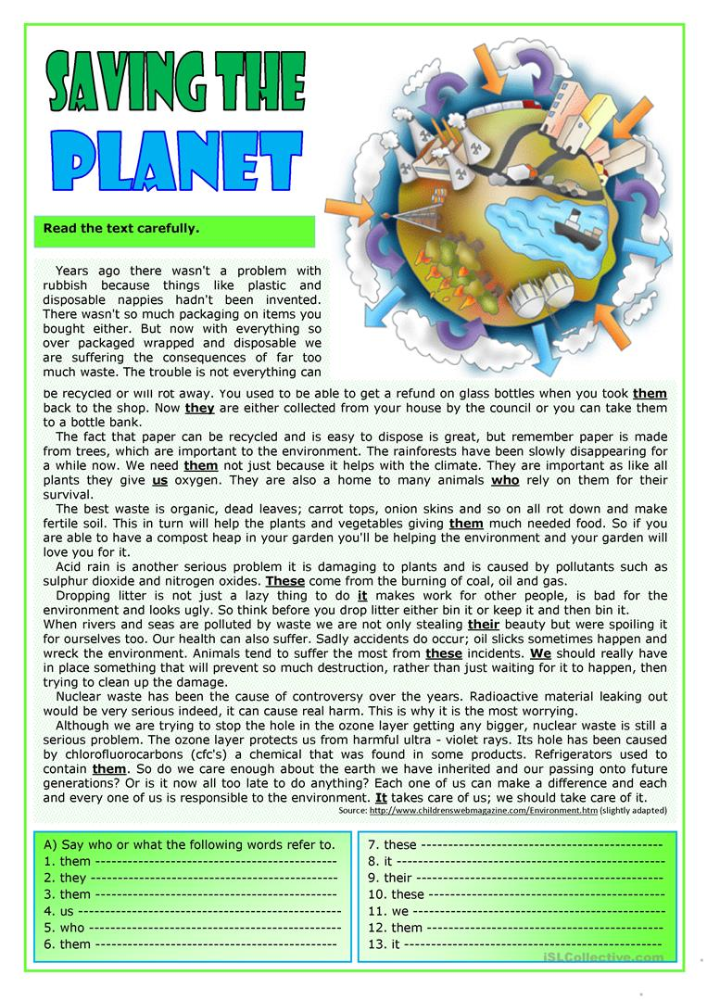 SAVING THE
PLANET
Read the text carefully.
Years ago there wasn't a problem with
rubbish because things like plastic and
disposable nappies hadn't been invented.
There wasn't so much packaging on items you
bought either. But now with everything so
over packaged wrapped and disposable we
are suffering the consequences of far too
much waste. The trouble is not everything can
be recycled or will rot away. You used to be able to get a refund on glass bottles when you took them
back to the shop. Now they are either collected from your house by the council or you can take them
to a bottle bank.
The fact that paper can be recycled and is easy to dispose is great, but remember paper is made
from trees, which are important to the environment. The rainforests have been slowly disappearing for
a while now. We need them not just because it helps with the climate. They are important as like all
plants they give us oxygen. They are also a home to many animals who rely on them for their
survival.
The best waste is organic, dead leaves; carrot tops, onion skins and so on all rot down and make
fertile soil. This in turn will help the plants and vegetables giving them much needed food. So if you
are able to have a compost heap in your garden you'll be helping the environment and your garden will
love you for it.
Acid rain is another serious problem it is damaging to plants and is caused by pollutants such as
sulphur dioxide and nitrogen oxides. These come from the burning of coal, oil and gas.
Dropping litter is not just a lazy thing to do it makes work for other people, is bad for the
environment and looks ugly. So think before you drop litter either bin it or keep it and then bin it.
When rivers and seas are polluted by waste we are not only stealing their beauty but were spoiling it
for ourselves too. Our health can also suffer. Sadly accidents do occur; oil slicks sometimes happen and
wreck the environment. Animals tend to suffer the most from these incidents. We should really have
in place something that will prevent so much destruction, rather than just waiting for it to happen, then
trying to clean up the damage.
Nuclear waste has been the cause of controversy over the years. Radioactive material leaking out
would be very serious indeed, it can cause real harm. This is why it is the most worrying.
Although we are trying to stop the hole in the ozone layer getting any bigger, nuclear waste is still a
serious problem. The ozone layer protects us from harmful ultra - violet rays. Its hole has been caused
by chlorofluorocarbons (cfc's) a chemical that was found in some products. Refrigerators used to
contain them. So do we care enough about the earth we have inherited and our passing onto future
generations? Or is it now all too late to do anything? Each one of us can make a difference and each
and every one of us is responsible to the environment. It takes care of us; we should take care of it.
Source: http://www.childrenswebmagazine.com/Environment.htm (slightly adapted)
A) Say who or what the following words refer to.
1. them --------------------------------------------
2. they --------------------------------------------
3. them --------------------------------------------
4. us ------------------------------------------------
5. who ----------------------------------------------
6. them --------------------------------------------
7. these --------------------------------------------
8. it --------------------------------------------------
9. their ---------------------------------------------
10. these -------------------------------------------
11. we ----------------------------------------------
12. them -------------------------------------------
13. it -----------------------------------------------
iSLCollective.com